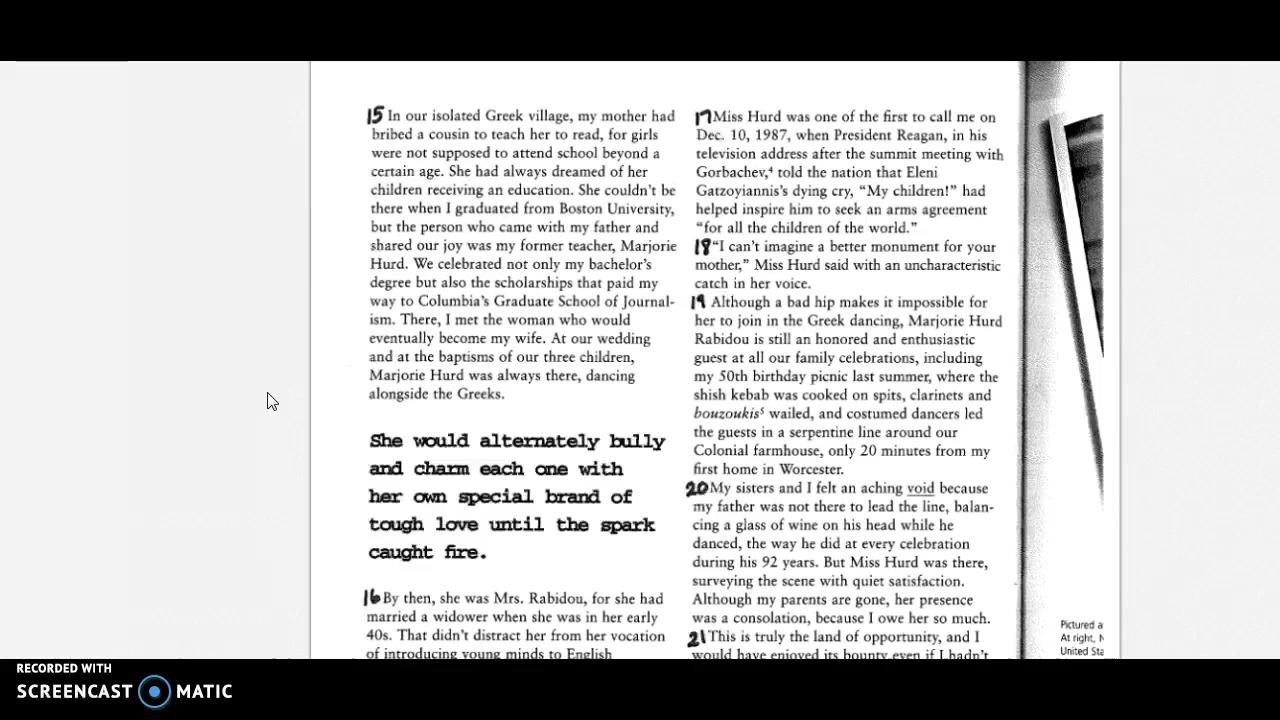 15 In our isolated Greek village, my mother had
bribed a cousin to teach her to read, for girls
were not supposed to attend school beyond a
certain age. She had always dreamed of her
children receiving an education. She couldn't be
there when I graduated from Boston University,
but the person who came with my father and
shared our joy was my former teacher, Marjorie
Hurd. We celebrated not only my bachelor's
degree but also the scholarships that paid my
way to Columbia's Graduate School of Journal-
ism. There, I met the woman who would
eventually become my wife. At our wedding
and at the baptisms of our three children,
Marjorie Hurd was always there, dancing
alongside the Greeks.
She would alternately bully
and charm each one with
her own special brand of
tough love until the spark
caught fire.
16 By then, she was Mrs. Rabidou, for she had
married a widower when she was in her early
40s. That didn't distract her from her vocation
of introducing young minds to English
17 Miss Hurd was one of the first to call me on
Dec. 10, 1987, when President Reagan, in his
television address after the summit meeting with
Gorbachev,⁴ told the nation that Eleni
Gatzoyiannis's dying cry, “My children!” had
helped inspire him to seek an arms agreement
“for all the children of the world.”
18 “I can't imagine a better monument for your
mother,” Miss Hurd said with an uncharacteristic
catch in her voice.
19 Although a bad hip makes it impossible for
her to join in the Greek dancing, Marjorie Hurd
Rabidou is still an honored and enthusiastic
guest at all our family celebrations, including
my 50th birthday picnic last summer, where the
shish kebab was cooked on spits, clarinets and
bouzoukis⁵ wailed, and costumed dancers led
the guests in a serpentine line around our
Colonial farmhouse, only 20 minutes from my
first home in Worcester.
20 My sisters and I felt an aching void because
my father was not there to lead the line, balan-
cing a glass of wine on his head while he
danced, the way he did at every celebration
during his 92 years. But Miss Hurd was there,
surveying the scene with quiet satisfaction.
Although my parents are gone, her presence
was a consolation, because I owe her so much.
21 This is truly the land of opportunity, and I
would have enjoyed its bounty even if I hadn't
Pictured a
At right, N
United Sta
RECORDED WITH
SCREENCAST MATIC